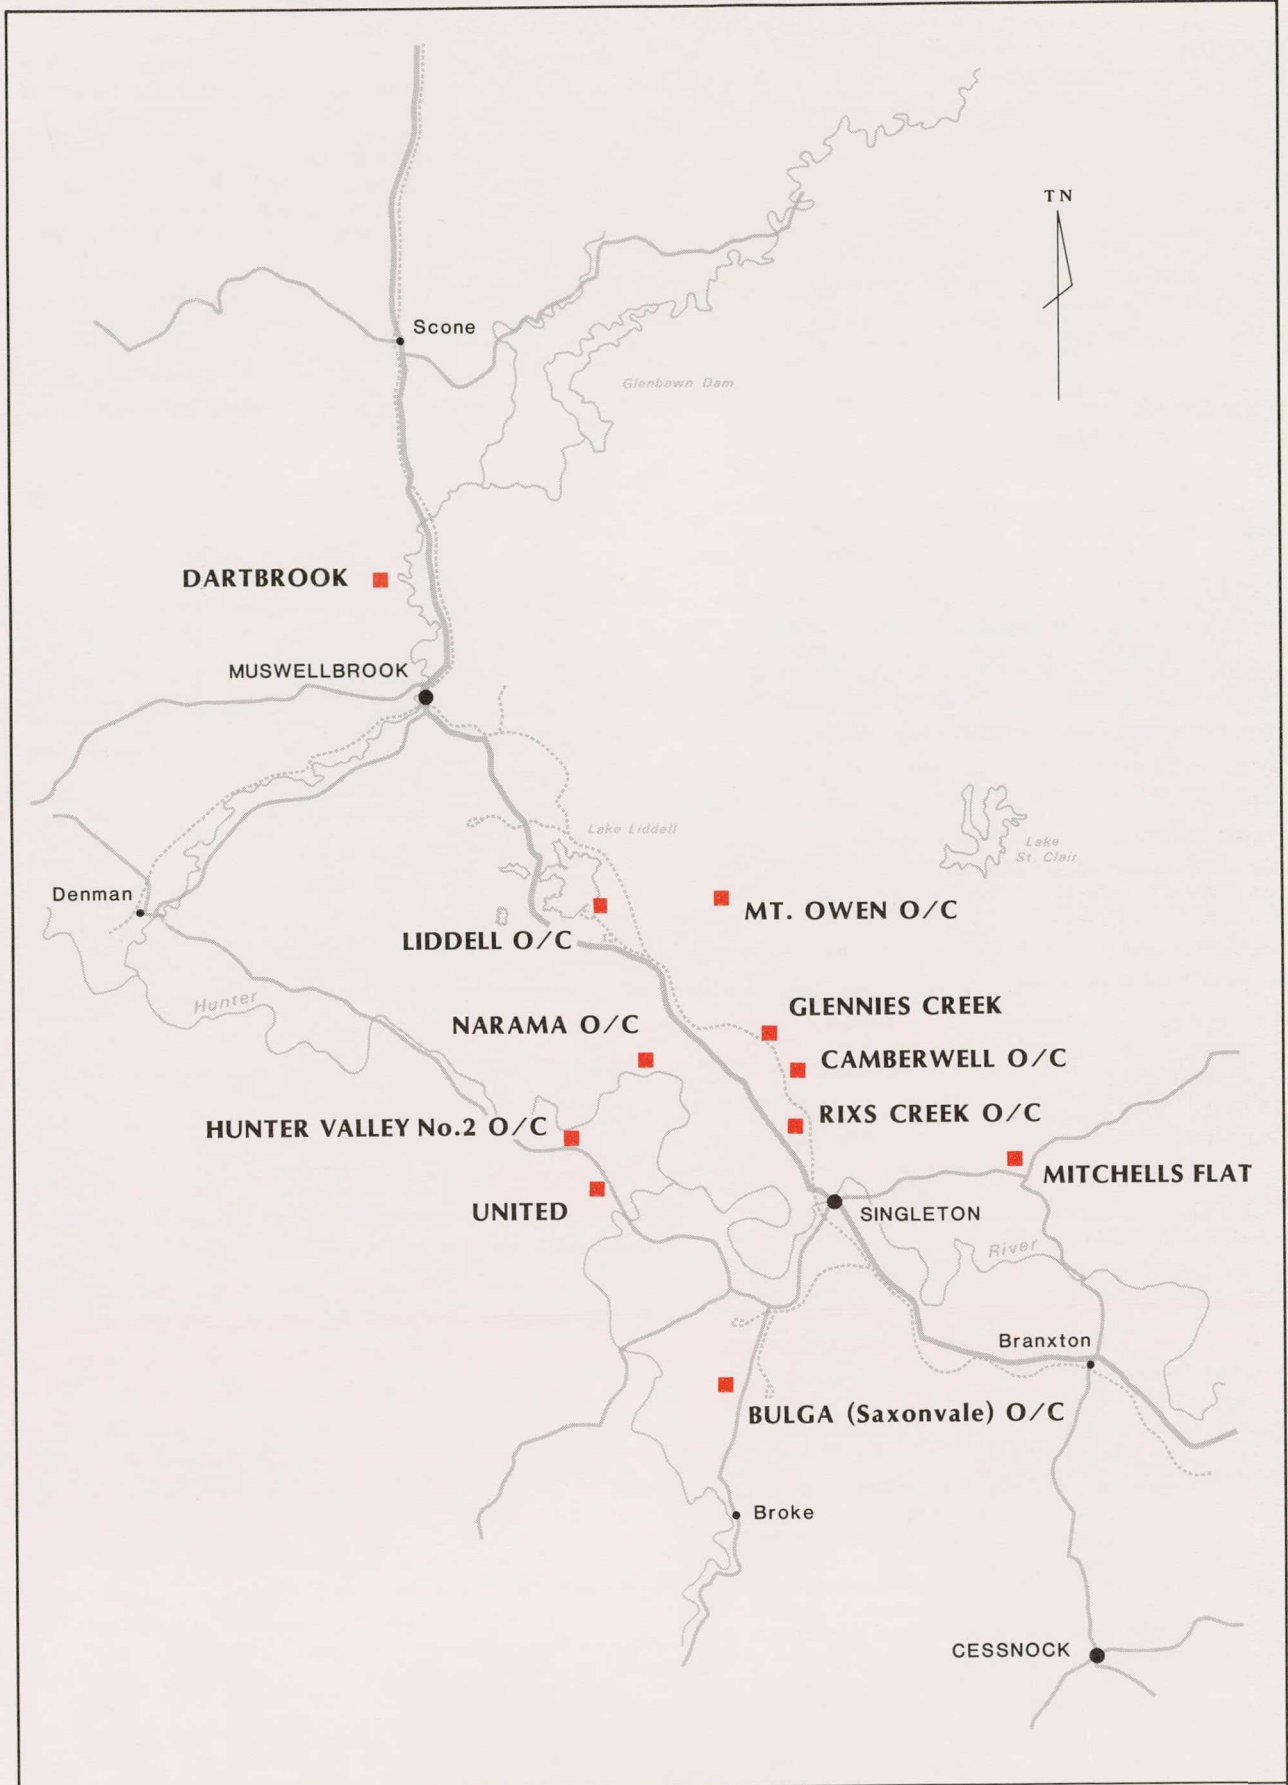 TN
Scone
Glenbawn Dam
DARTBROOK
MUSWELLBROOK
Lake Liddell
Lake
St Clair
Denman
MT. OWEN O/C
LIDDELL O/C
Hunter
GLENNIES CREEK
NARAMA O/C
CAMBERWELL O/C
RIXS CREEK O/C
HUNTER VALLEY No.2 O/C
MITCHELLS FLAT
UNITED
SINGLETON
River
Branxton
BULGA (Saxonvale) O/C
Broke
CESSNOCK